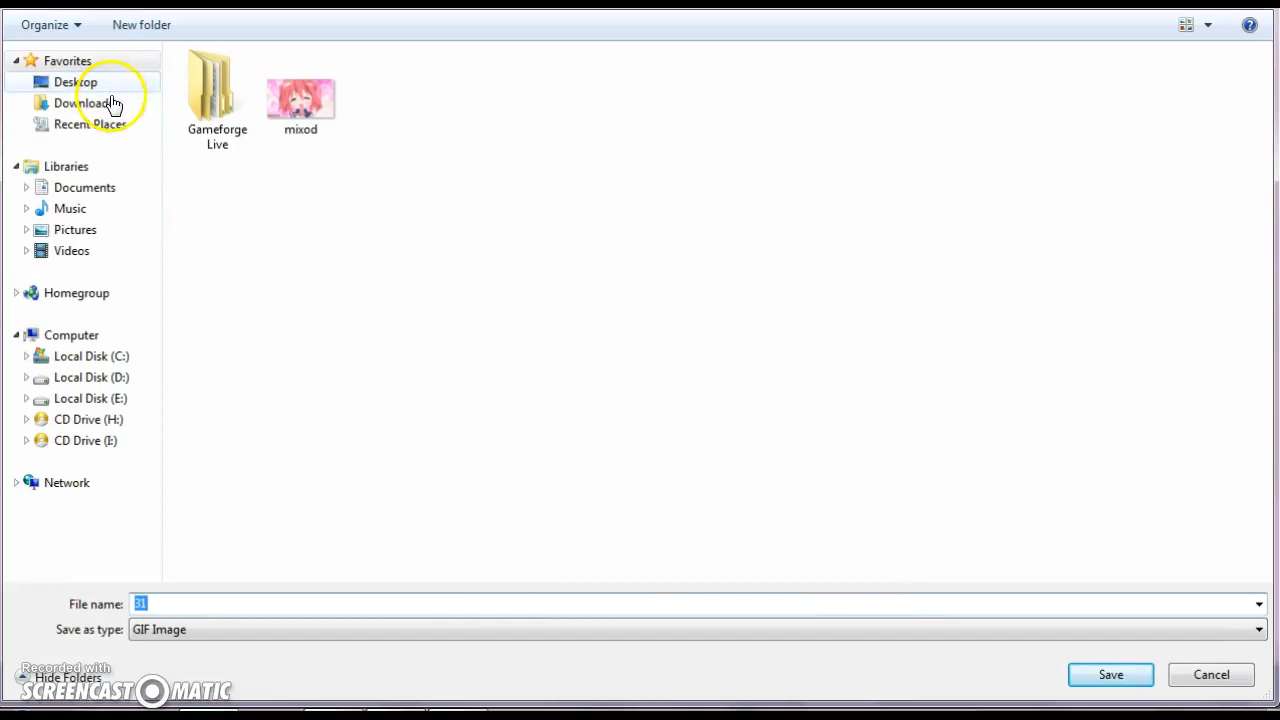 Organize
New folder
Favorites
Desktop
Downloads
Recent Places
Libraries
Documents
Music
Pictures
Videos
Homegroup
Computer
Local Disk (C:)
Local Disk (D:)
Local Disk (E:)
CD Drive (H:)
CD Drive (I:)
Network
Gameforge
Live
mixod
File name: 31
Save as type: GIF Image
Hide Folders
Save
Cancel
Recorded with
SCREENCAST MATIC